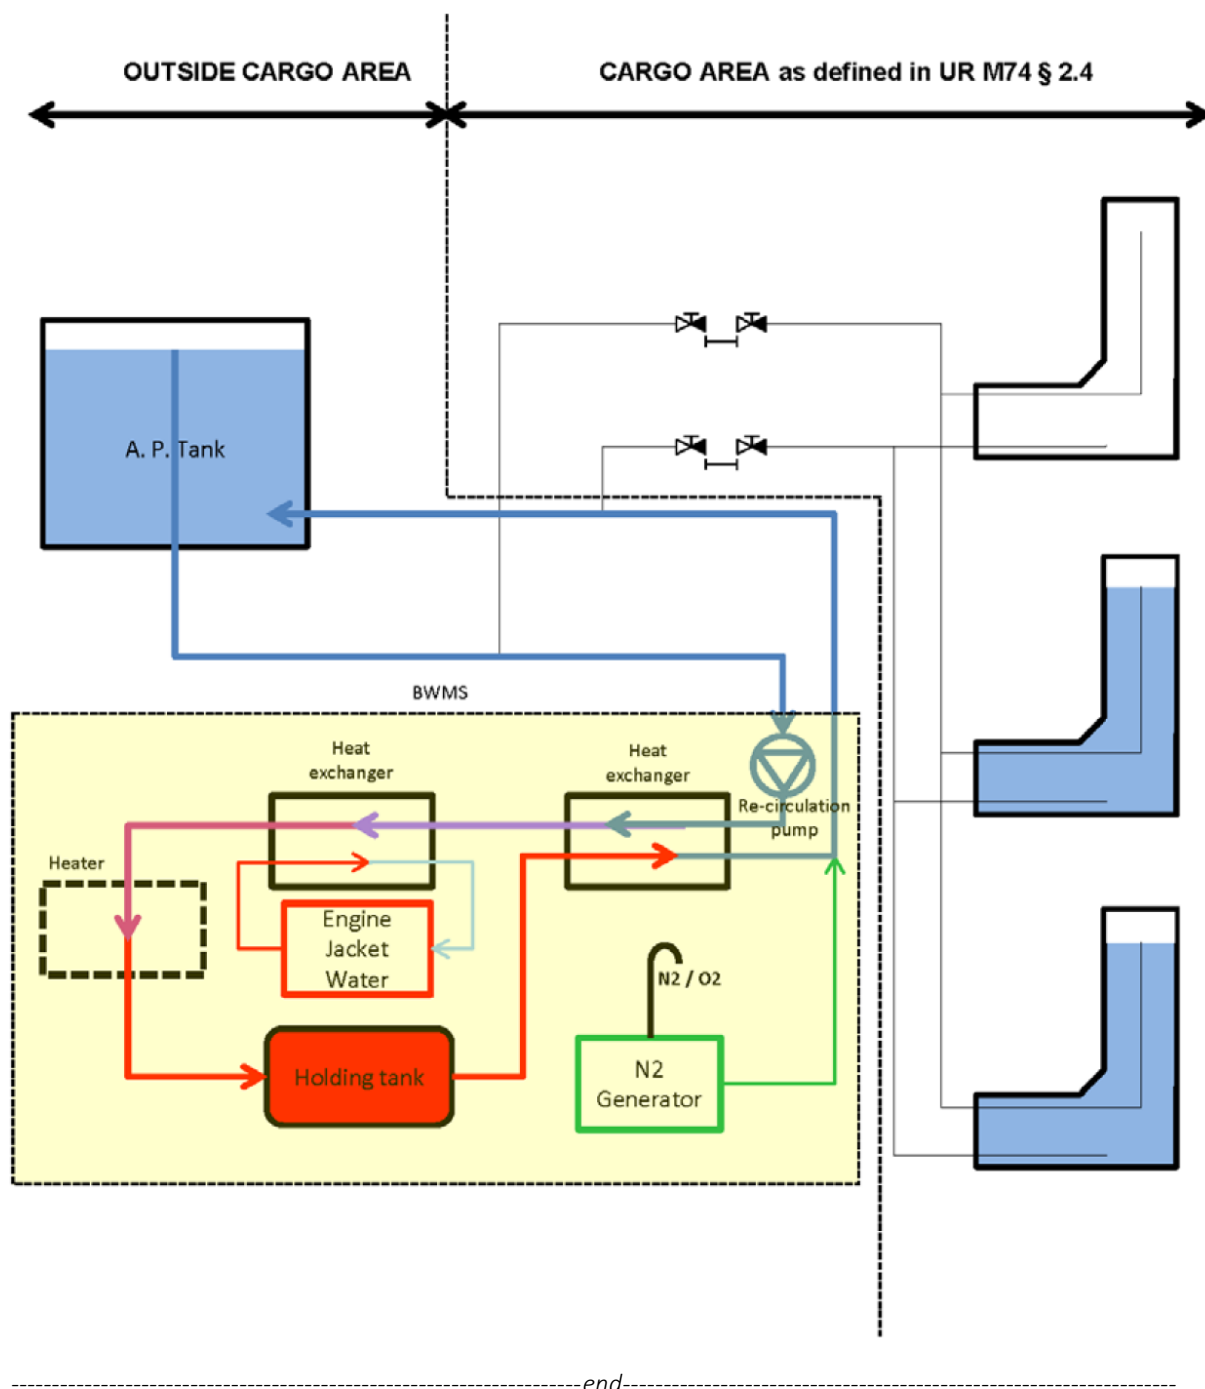 OUTSIDE CARGO AREA
CARGO AREA as defined in UR M74 § 2.4
A. P. Tank
BWMS
Heat
exchanger
Heat
exchanger
Re-circulation
pump
Heater
Engine
Jacket
Water
N2 / O2
Holding tank
N2
Generator
end